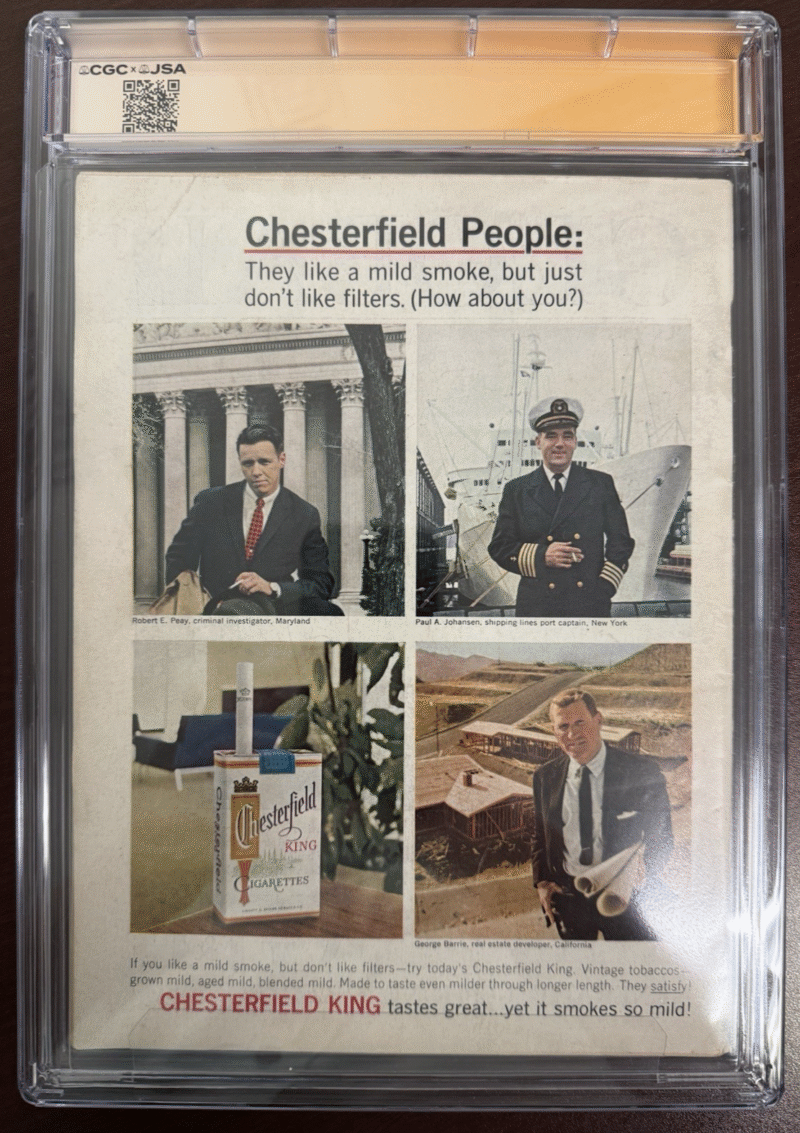 CGC x JSA
Chesterfield People:
They like a mild smoke, but just
don't like filters. (How about you?)
Robert E. Peay, criminal investigator, Maryland
Paul A. Johansen, shipping lines port captain, New York
Chesterfield
Chesterfield
KING
CIGARETTES
George Barrie, real estate developer, California
If you like a mild smoke, but don't like filters—try today's Chesterfield King. Vintage tobaccos—
grown mild, aged mild, blended mild. Made to taste even milder through longer length. They satisfy!
CHESTERFIELD KING tastes great...yet it smokes so mild!